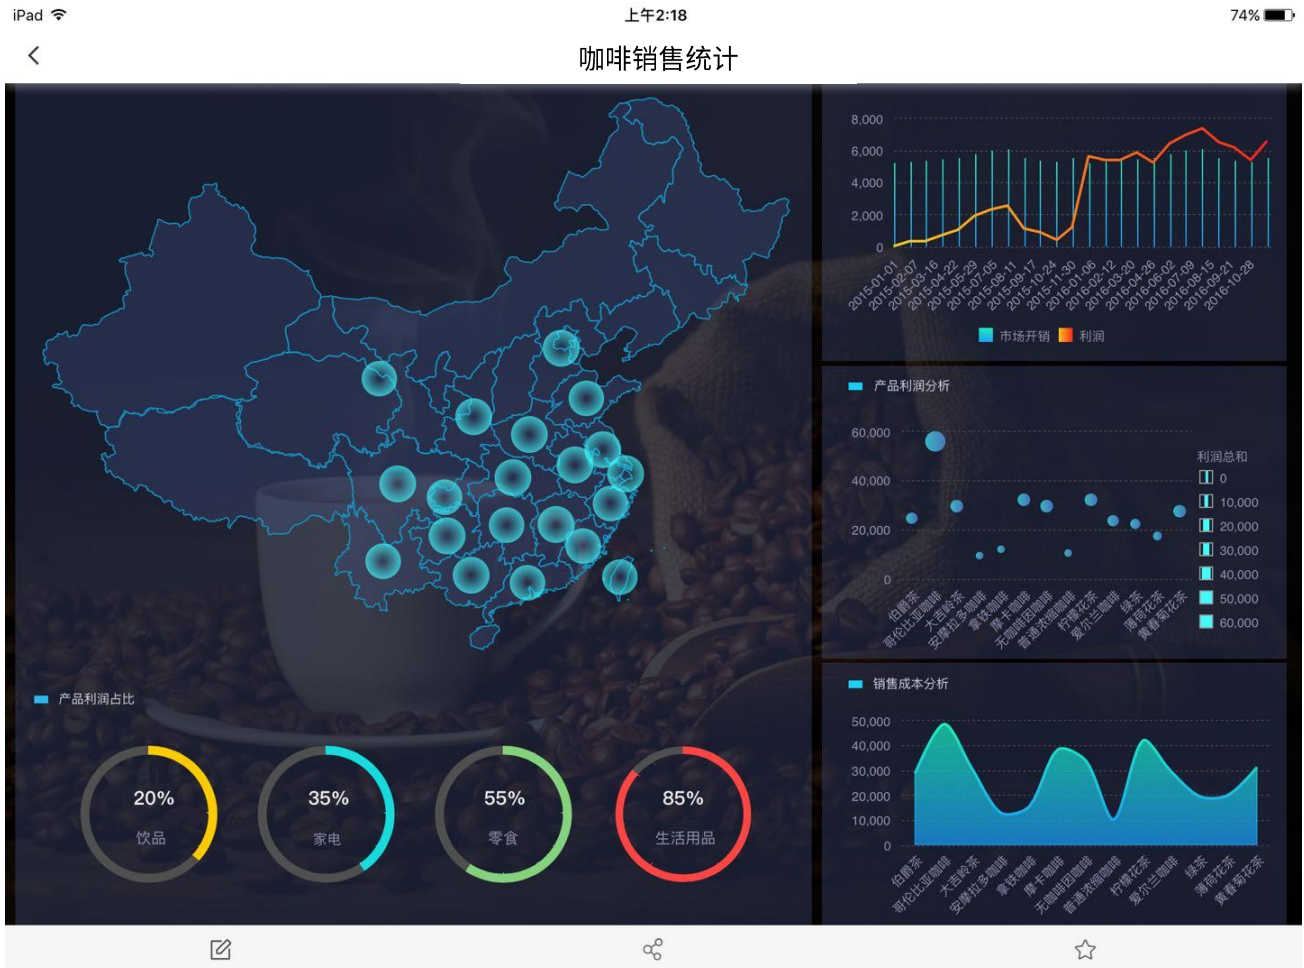 iPad
上午2:18
74%
咖啡销售统计
8,000
6,000
4,000
2,000
0
2015-01-01
2015-02-07
2015-03-16
2015-04-22
2015-05-29
2015-07-05
2015-08-11
2015-09-17
2015-10-24
2015-11-30
2016-01-06
2016-02-12
2016-03-20
2016-04-26
2016-06-02
2016-07-09
2016-08-15
2016-09-21
2016-10-28
市场开销
利润
产品利润分析
60,000
40,000
20,000
0
伯爵茶
哥伦比亚咖啡
大吉岭茶
安摩拉多咖啡
拿铁咖啡
摩卡咖啡
无咖啡因咖啡
普通浓缩咖啡
柠檬花茶
爱尔兰咖啡
绿茶
薄荷花茶
黄春菊花茶
利润总和
0
10,000
20,000
30,000
40,000
50,000
60,000
产品利润占比
20%
饮品
35%
家电
55%
零食
85%
生活用品
销售成本分析
50,000
40,000
30,000
20,000
10,000
0
伯爵茶
哥伦比亚咖啡
大吉岭茶
安摩拉多咖啡
拿铁咖啡
摩卡咖啡
无咖啡因咖啡
普通浓缩咖啡
柠檬花茶
爱尔兰咖啡
绿茶
薄荷花茶
黄春菊花茶